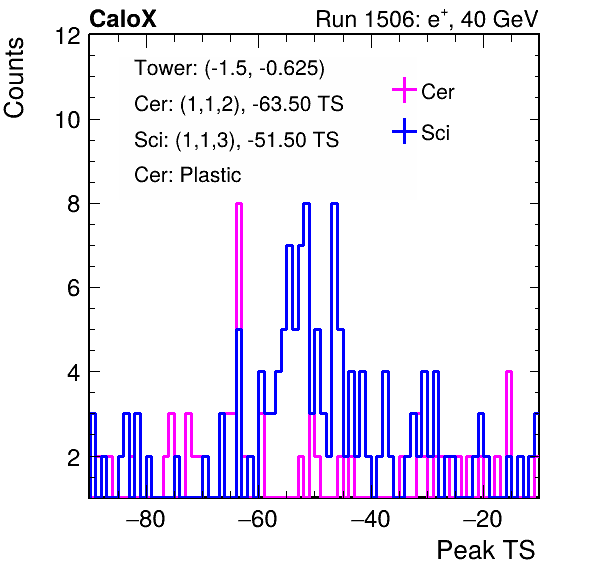 CaloX
Run 1506: e⁺, 40 GeV
Counts
12
10
8
6
4
2
Tower: (-1.5, -0.625)
Cer: (1,1,2), -63.50 TS
Sci: (1,1,3), -51.50 TS
Cer: Plastic
Cer
Sci
−80
−60
−40
−20
Peak TS